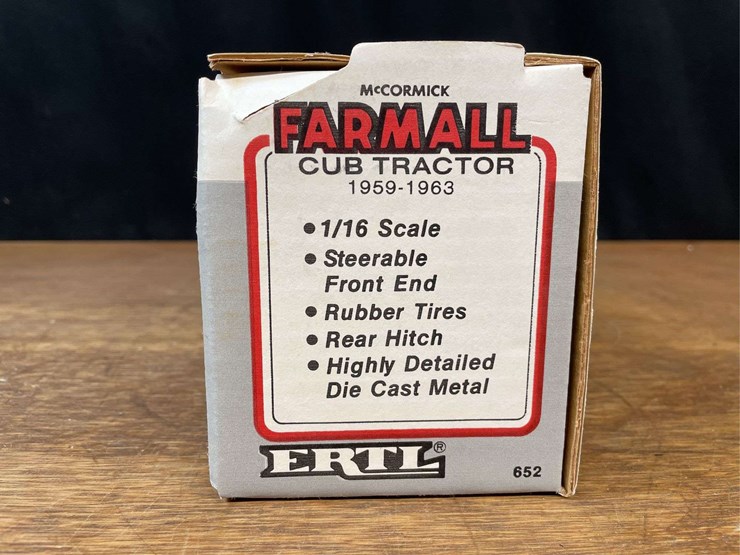 McCORMICK
FARMALL
CUB TRACTOR
1959-1963
• 1/16 Scale
• Steerable
Front End
• Rubber Tires
• Rear Hitch
• Highly Detailed
Die Cast Metal
ERTL®
652